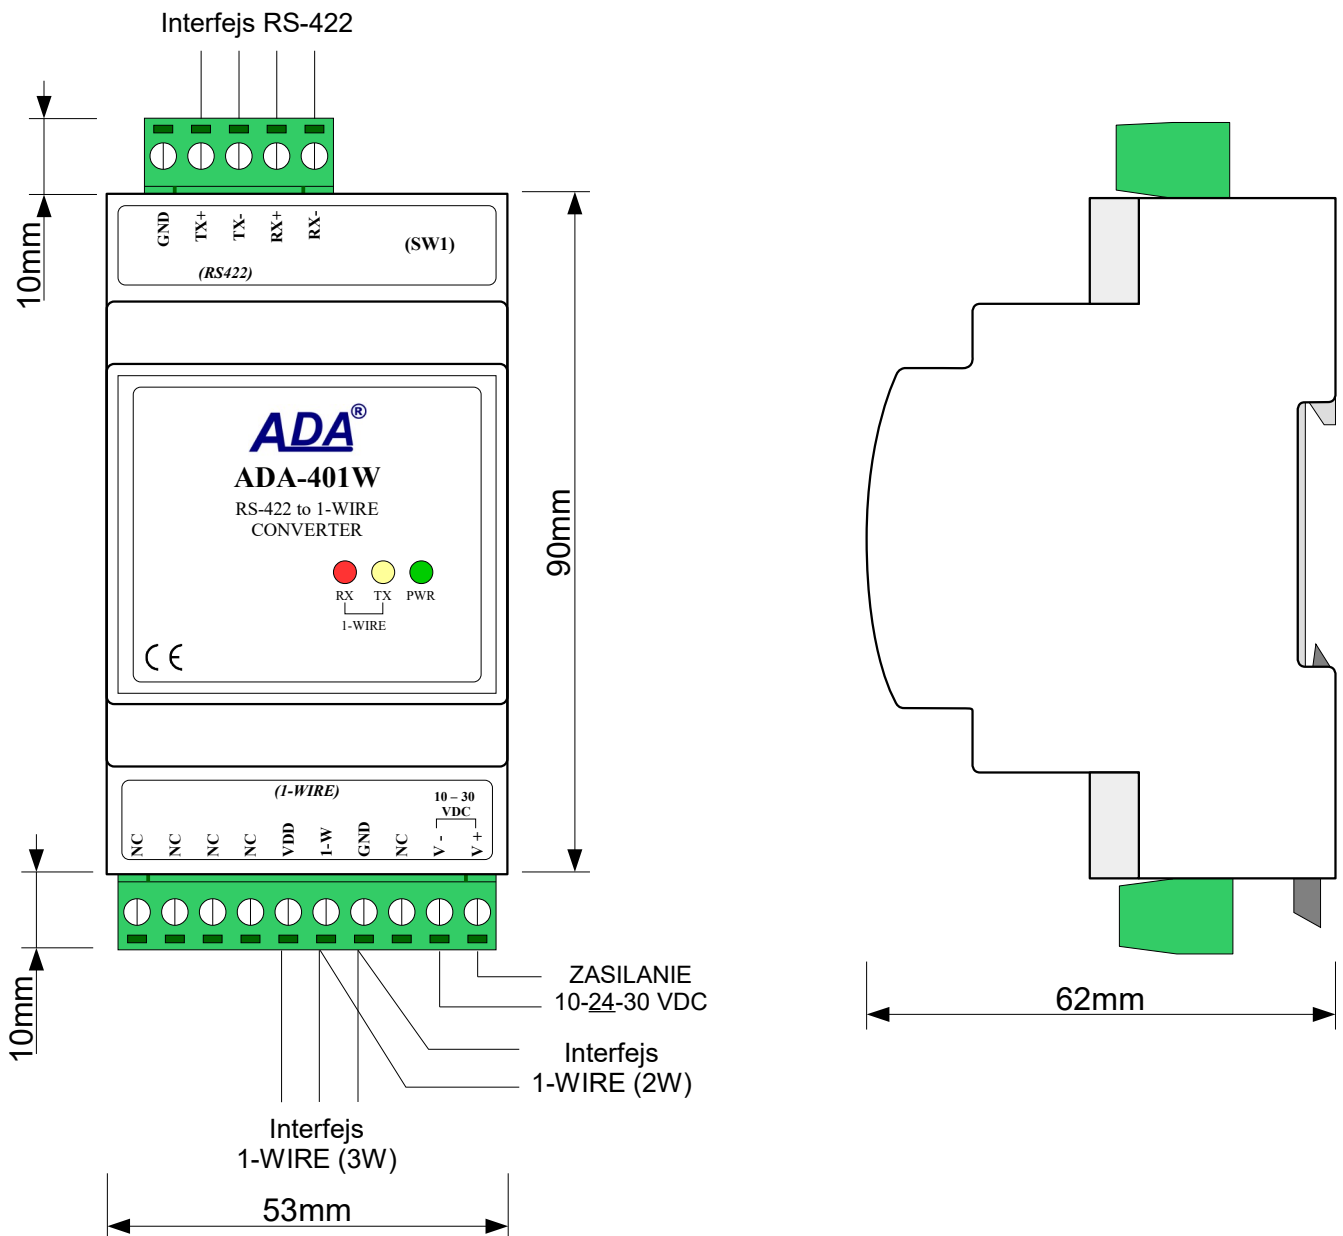 Interfejs RS-422
10mm
GND TX+ TX- RX+ RX-
(SW1)
(RS422)
ADA®
ADA-401W
RS-422 to 1-WIRE
CONVERTER
RX TX PWR
1-WIRE
CE
90mm
(1-WIRE)
10 – 30
VDC
NC NC NC NC VDD 1-W GND NC V - V +
10mm
ZASILANIE
10-24-30 VDC
Interfejs
1-WIRE (2W)
Interfejs
1-WIRE (3W)
53mm
62mm